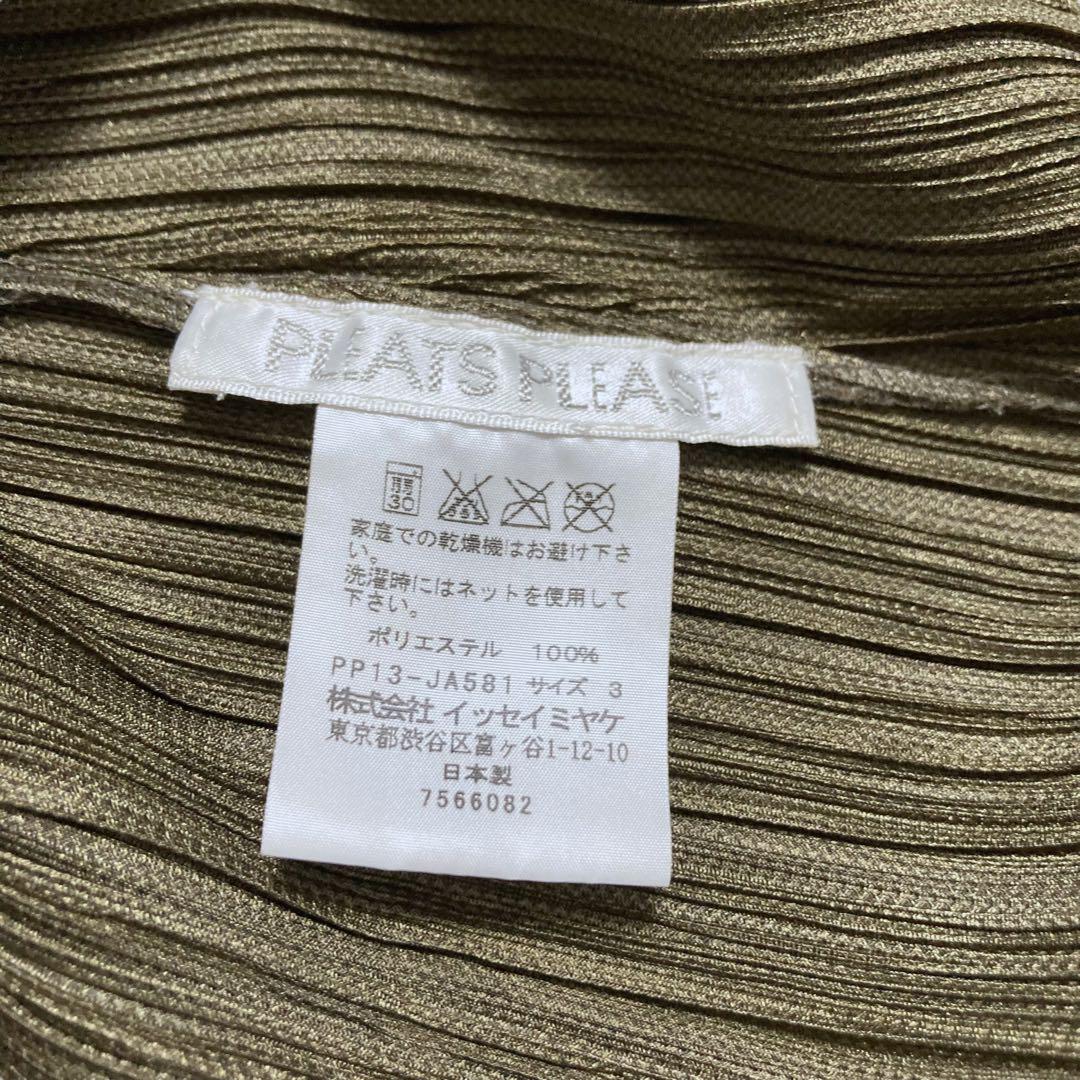 PLEATS PLEASE
弱
30
家庭での乾燥機はお避け下さ
い。
洗濯時にはネットを使用して
下さい。
ポリエステル 100%
PP13-JA581 サイズ 3
株式会社 イッセイミヤケ
東京都渋谷区富ヶ谷1-12-10
日本製
7566082